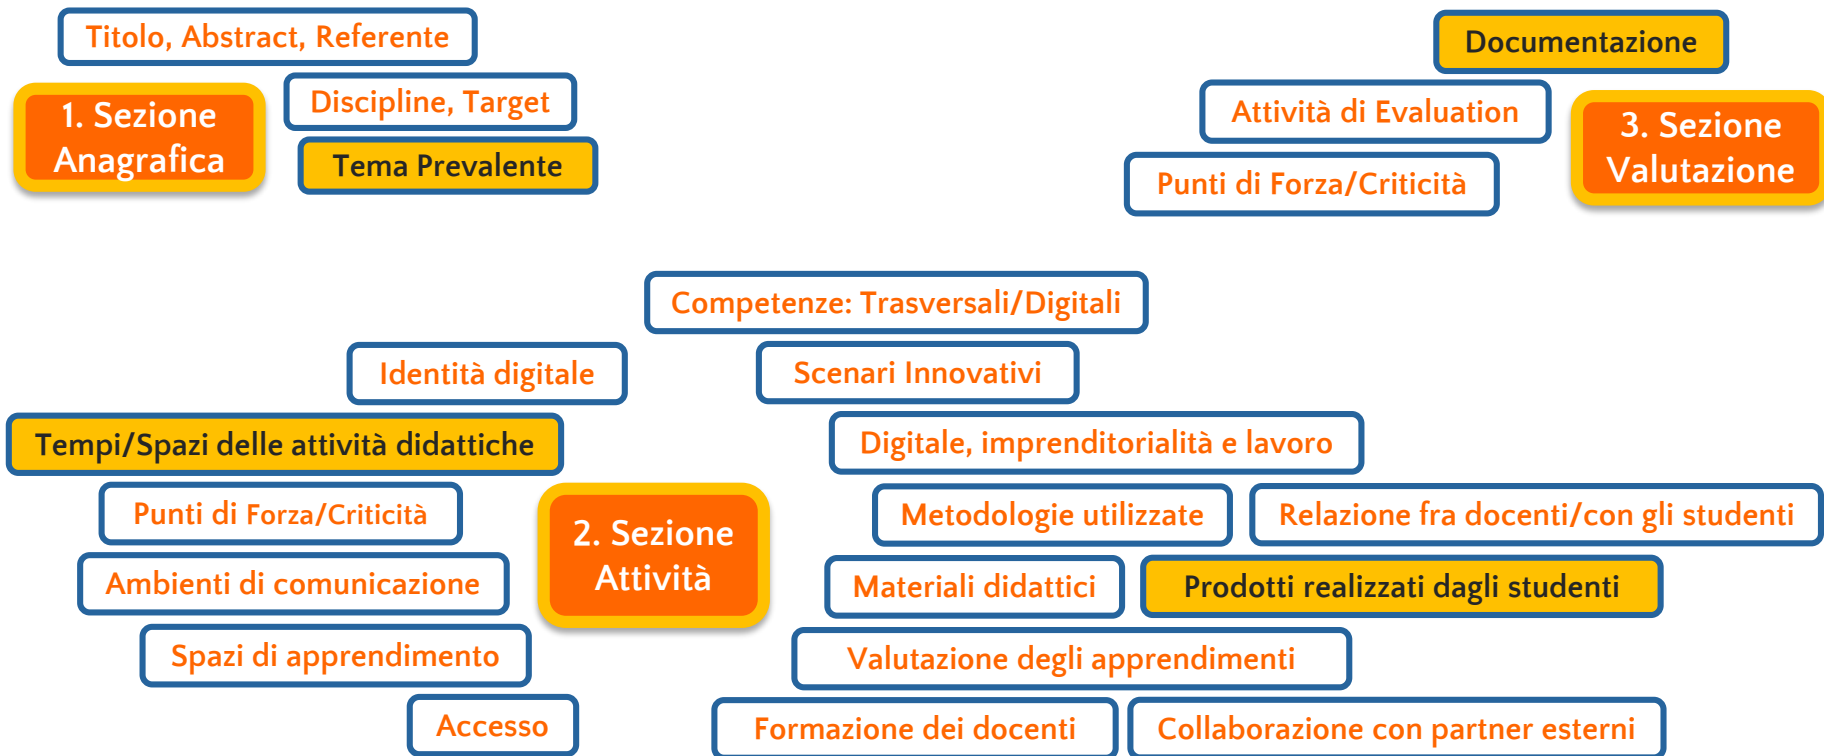 Titolo, Abstract, Referente
1. Sezione
Anagrafica
Discipline, Target
Tema Prevalente
Documentazione
Attività di Evaluation
Punti di Forza/Criticità
3. Sezione
Valutazione
Competenze: Trasversali/Digitali
Identità digitale
Scenari Innovativi
Tempi/Spazi delle attività didattiche
Digitale, imprenditorialità e lavoro
Punti di Forza/Criticità
2. Sezione
Attività
Metodologie utilizzate
Relazione fra docenti/con gli studenti
Ambienti di comunicazione
Materiali didattici
Prodotti realizzati dagli studenti
Spazi di apprendimento
Valutazione degli apprendimenti
Accesso
Formazione dei docenti
Collaborazione con partner esterni